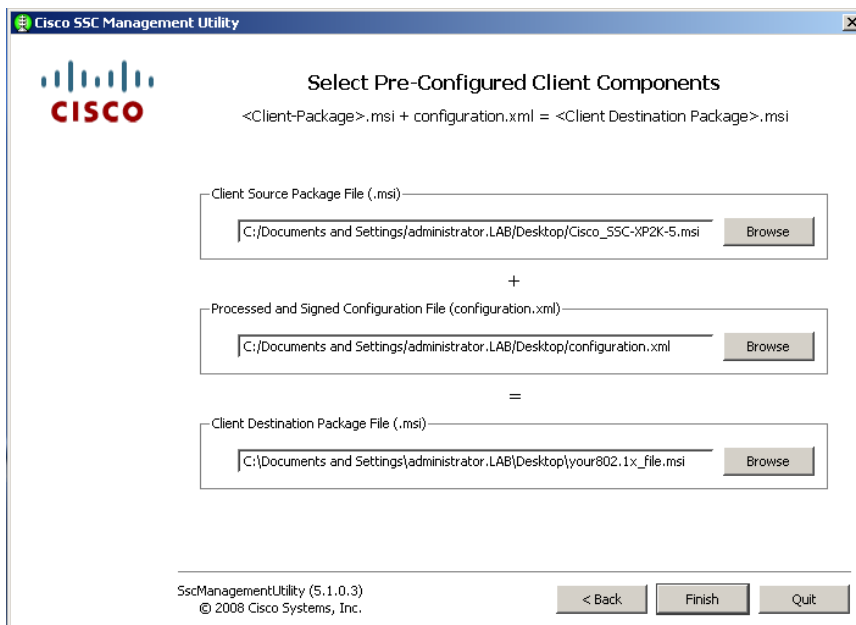 Cisco SSC Management Utility
CISCO
Select Pre-Configured Client Components
<Client-Package>.msi + configuration.xml = <Client Destination Package>.msi
Client Source Package File (.msi)
C:/Documents and Settings/administrator.LAB/Desktop/Cisco_SSC-XP2K-5.msi
Browse
+
Processed and Signed Configuration File (configuration.xml)
C:/Documents and Settings/administrator.LAB/Desktop/configuration.xml
Browse
=
Client Destination Package File (.msi)
C:\Documents and Settings\administrator.LAB\Desktop\your802.1x_file.msi
Browse
SscManagementUtility (5.1.0.3)
© 2008 Cisco Systems, Inc.
< Back
Finish
Quit